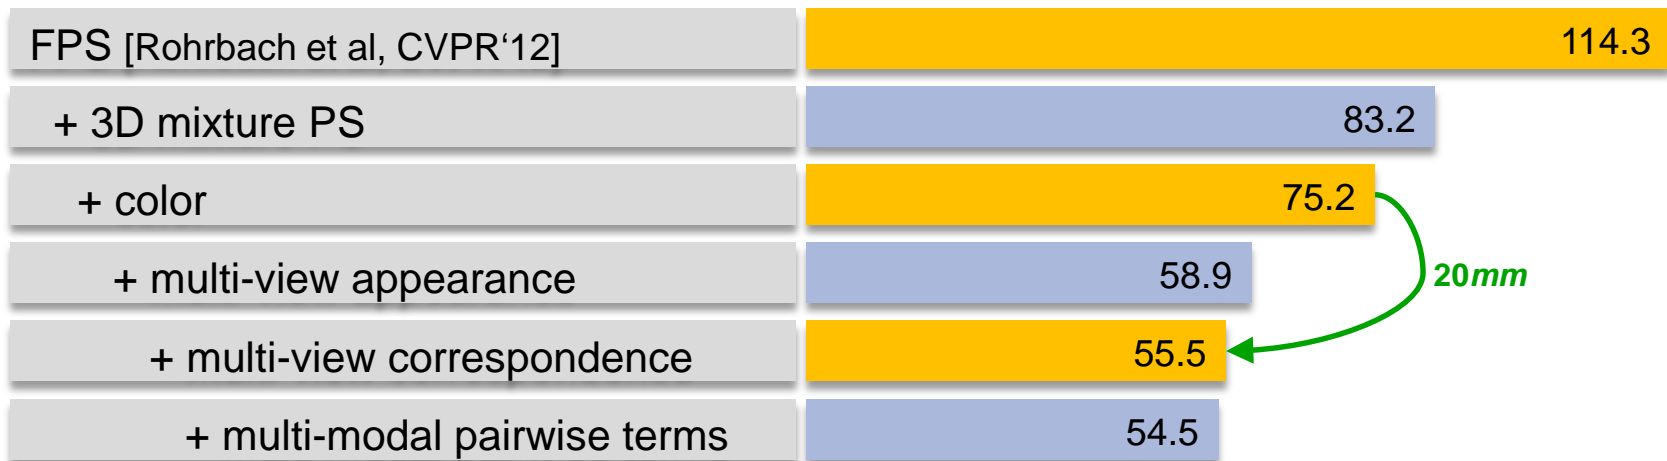 FPS [Rohrbach et al, CVPR‘12] 114.3
+ 3D mixture PS 83.2
+ color 75.2
+ multi-view appearance 58.9
20mm
+ multi-view correspondence 55.5
+ multi-modal pairwise terms 54.5